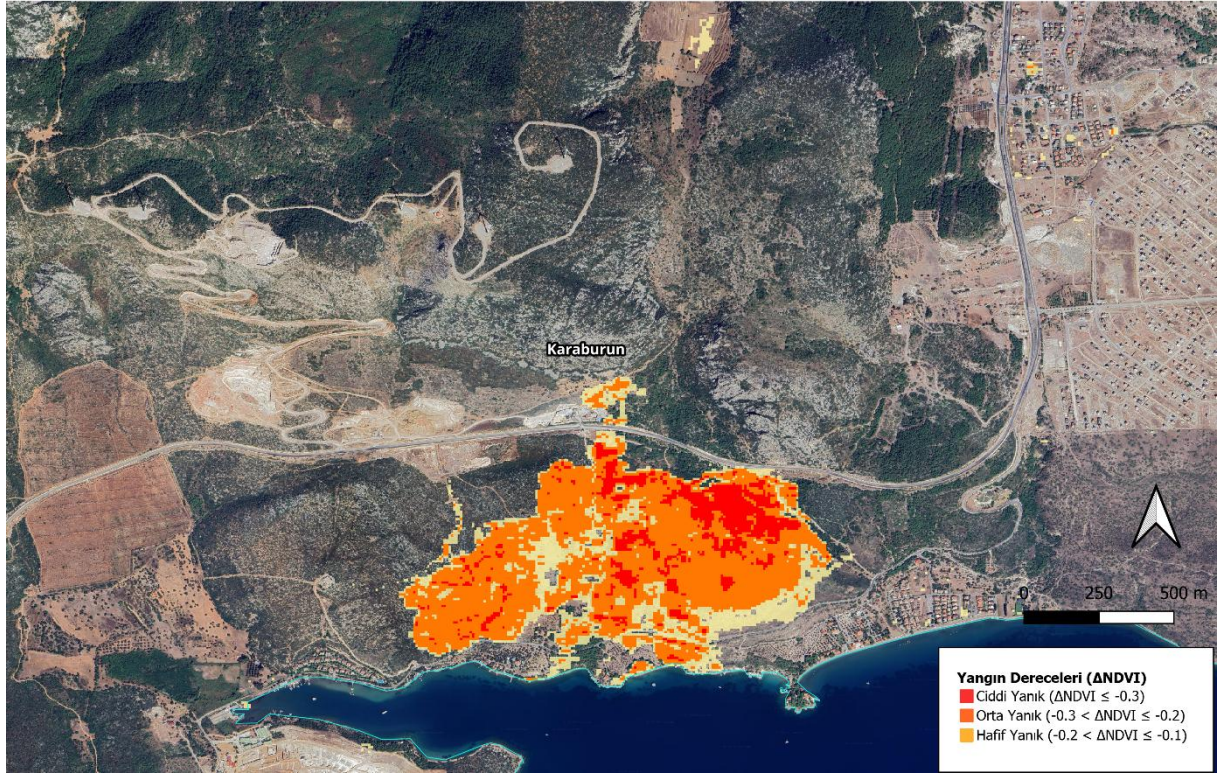 Karaburun
0 250 500 m
Yangın Dereceleri (ΔNDVI)
Ciddi Yanık (ΔNDVI ≤ -0.3)
Orta Yanık (-0.3 < ΔNDVI ≤ -0.2)
Hafif Yanık (-0.2 < ΔNDVI ≤ -0.1)